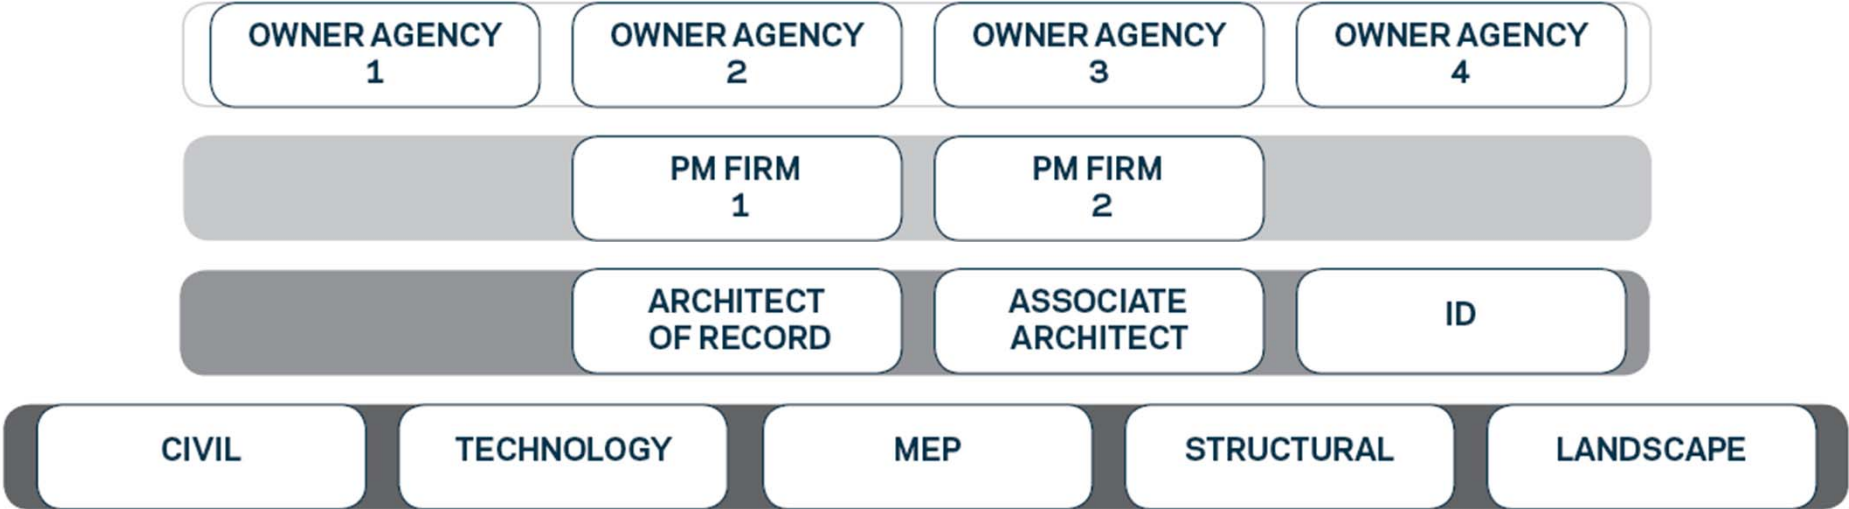 OWNER AGENCY
1
OWNER AGENCY
2
OWNER AGENCY
3
OWNER AGENCY
4
PM FIRM
1
PM FIRM
2
ARCHITECT
OF RECORD
ASSOCIATE
ARCHITECT
ID
CIVIL
TECHNOLOGY
MEP
STRUCTURAL
LANDSCAPE